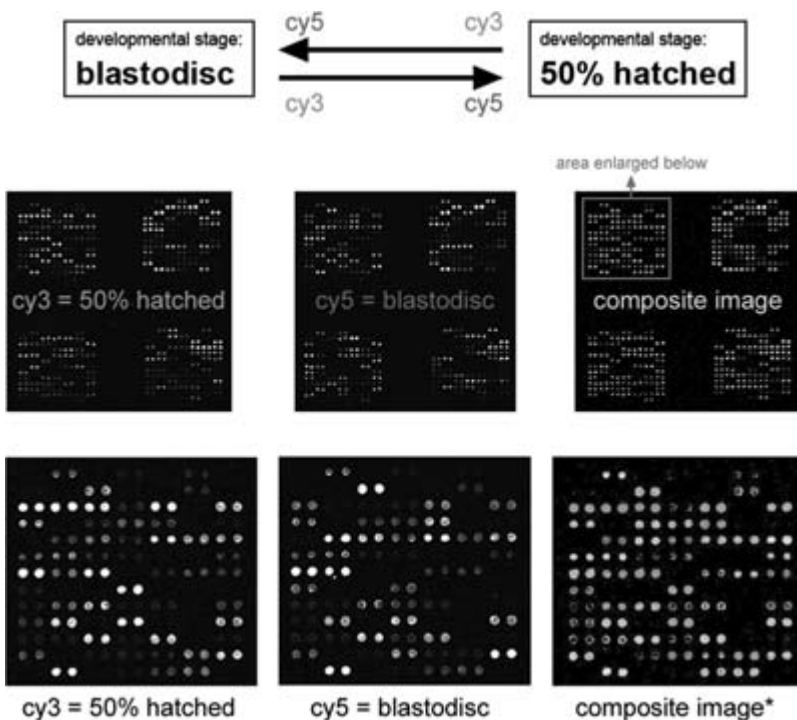 developmental stage:
blastodisc
cy5
cy3
cy3
cy5
developmental stage:
50% hatched
area enlarged below
cy3 = 50% hatched
cy5 = blastodisc
composite image
cy3 = 50% hatched
cy5 = blastodisc
composite image*